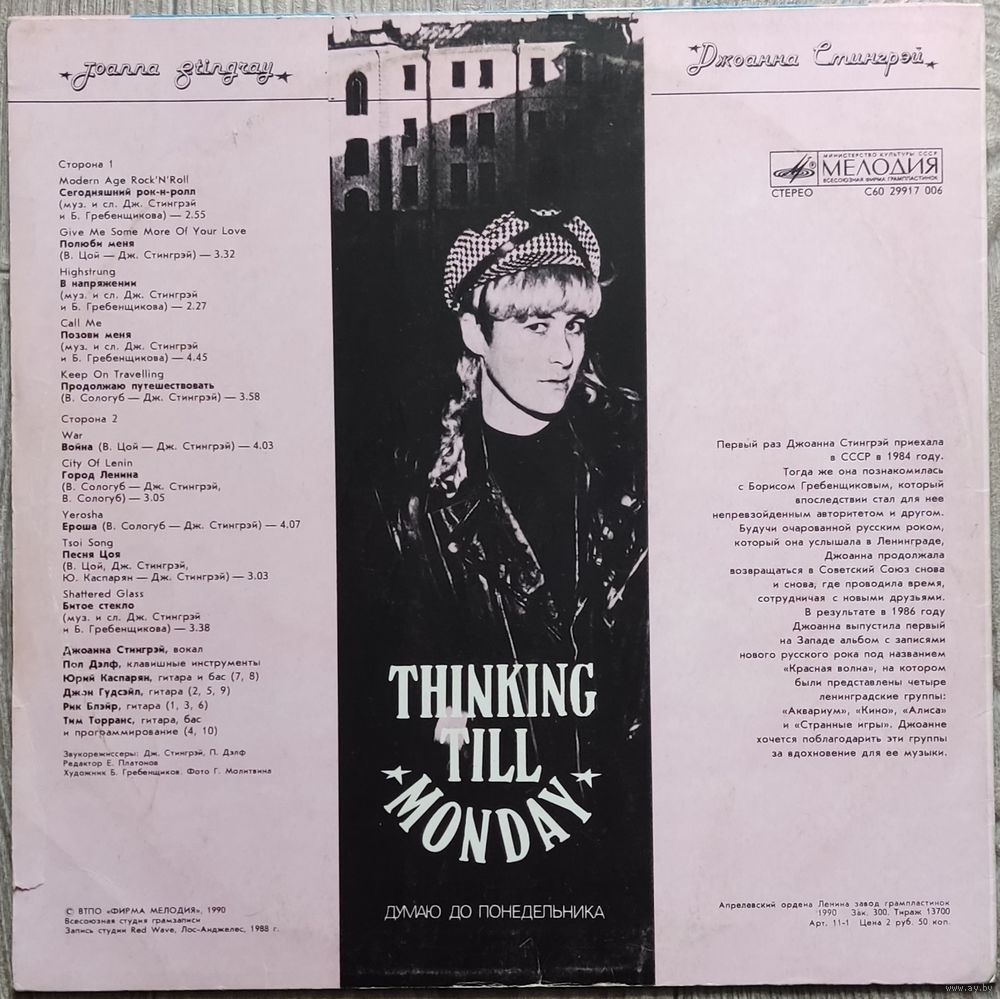 Joanna Stingray
Джоанна Стингрэй
Сторона 1
Modern Age Rock'N'Roll
Сегодняшний рок-н-ролл
(муз. и сл. Дж. Стингрэй
и Б. Гребенщикова) — 2.55
Give Me Some More Of Your Love
Полюби меня
(В. Цой — Дж. Стингрэй) — 3.32
Highstrung
В напряжении
(муз. и сл. Дж. Стингрэй
и Б. Гребенщикова) — 2.27
Call Me
Позови меня
(муз. и сл. Дж. Стингрэй
и Б. Гребенщикова) — 4.45
Keep On Travelling
Продолжаю путешествовать
(В. Сологуб — Дж. Стингрэй) — 3.58
Сторона 2
War
Война (В. Цой — Дж. Стингрэй) — 4.03
City Of Lenin
Город Ленина
(В. Сологуб — Дж. Стингрэй,
В. Сологуб) — 3.05
Yerosha
Ероша (В. Сологуб — Дж. Стингрэй) — 4.07
Tsoi Song
Песня Цоя
(В. Цой, Дж. Стингрэй,
Ю. Каспарян — Дж. Стингрэй) — 3.03
Shattered Glass
Битое стекло
(муз. и сл. Дж. Стингрэй
и Б. Гребенщикова) — 3.38
Джоанна Стингрэй, вокал
Пол Дэлф, клавишные инструменты
Юрий Каспарян, гитара и бас (7, 8)
Джэн Гудсэйл, гитара (2, 5, 9)
Рик Блэйр, гитара (1, 3, 6)
Тим Торранс, гитара, бас
и программирование (4, 10)
Звукорежиссеры: Дж. Стингрэй, П. Дэлф
Редактор Е. Платонов
Художник Б. Гребенщиков. Фото Г. Молитвина
© ВТПО «ФИРМА МЕЛОДИЯ», 1990
Всесоюзная студия грамзаписи
Запись студии Red Wave, Лос-Анджелес, 1988 г.
THINKING
TILL
MONDAY
ДУМАЮ ДО ПОНЕДЕЛЬНИКА
МИНИСТЕРСТВО КУЛЬТУРЫ СССР
МЕЛОДИЯ
ВСЕСОЮЗНАЯ ФИРМА ГРАМПЛАСТИНОК
СТЕРЕО С60 29917 006
Первый раз Джоанна Стингрэй приехала
в СССР в 1984 году.
Тогда же она познакомилась
с Борисом Гребенщиковым, который
впоследствии стал для нее
непревзойденным авторитетом и другом.
Будучи очарованной русским роком,
который она услышала в Ленинграде,
Джоанна продолжала
возвращаться в Советский Союз снова
и снова, где проводила время,
сотрудничая с новыми друзьями.
В результате в 1986 году
Джоанна выпустила первый
на Западе альбом с записями
нового русского рока под названием
«Красная волна», на котором
были представлены четыре
ленинградские группы:
«Аквариум», «Кино», «Алиса»
и «Странные игры». Джоанне
хочется поблагодарить эти группы
за вдохновение для ее музыки.
Апрелевский ордена Ленина завод грампластинок
1990 Зак. 300. Тираж 13700
Арт. 11-1 Цена 2 руб. 50 коп.
www.ay.by